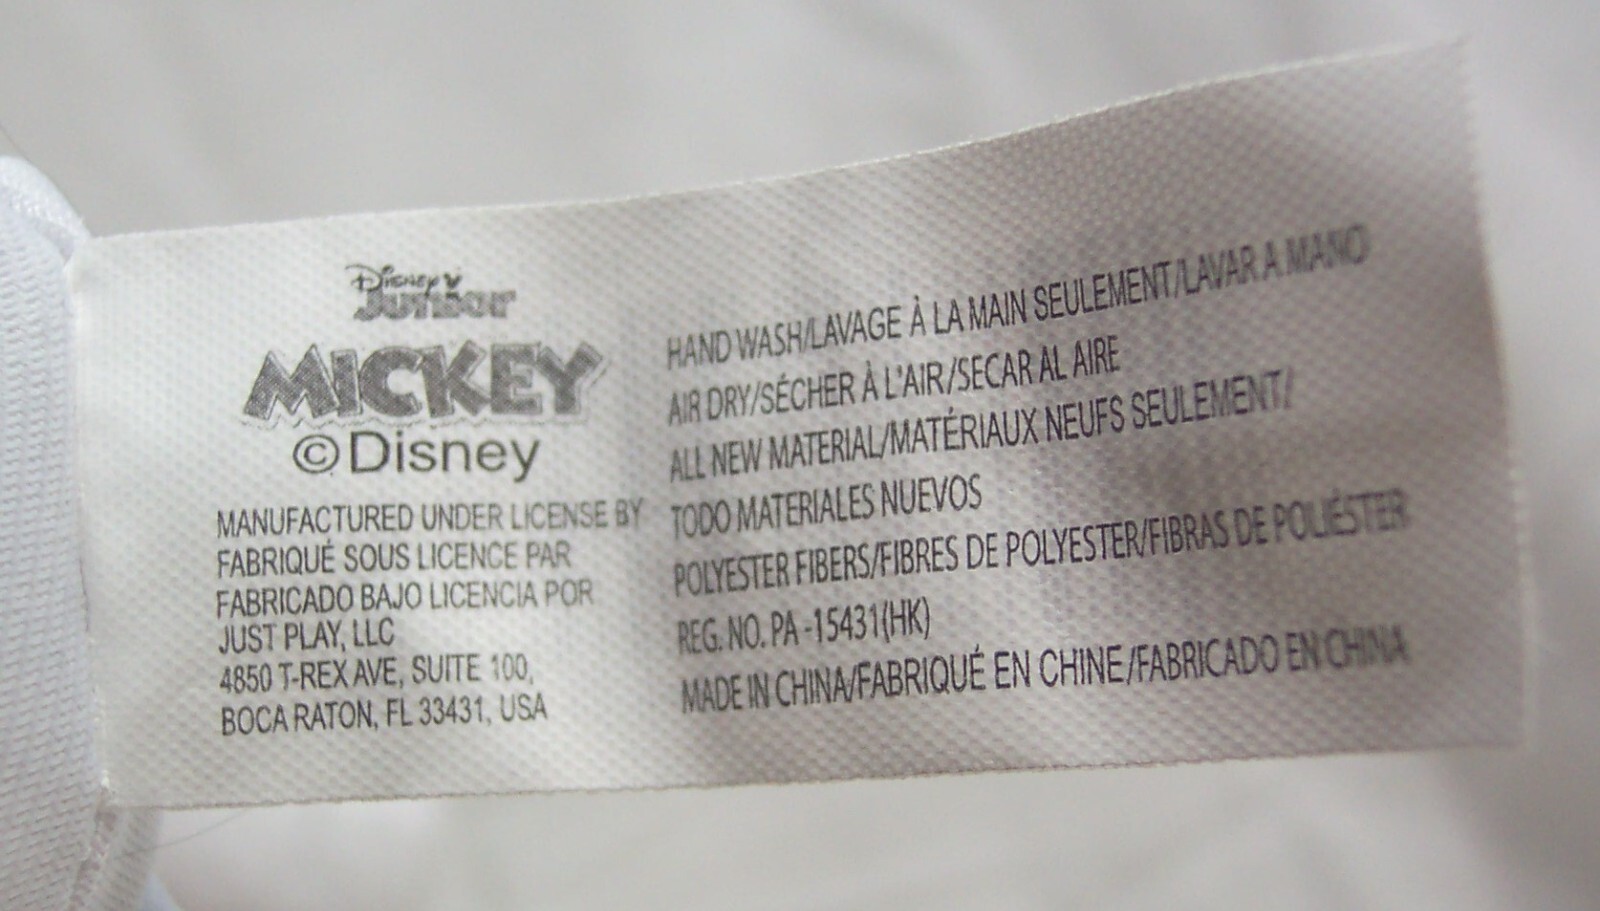 Disney
Junior
MICKEY
©Disney
MANUFACTURED UNDER LICENSE BY
FABRIQUÉ SOUS LICENCE PAR
FABRICADO BAJO LICENCIA POR
JUST PLAY, LLC
4850 T-REX AVE, SUITE 100,
BOCA RATON, FL 33431, USA
HAND WASH/LAVAGE À LA MAIN SEULEMENT/LAVAR A MANO
AIR DRY/SÉCHER À L'AIR/SECAR AL AIRE
ALL NEW MATERIAL/MATÉRIAUX NEUFS SEULEMENT/
TODO MATERIALES NUEVOS
POLYESTER FIBERS/FIBRES DE POLYESTER/FIBRAS DE POLIÉSTER
REG. NO. PA -15431(HK)
MADE IN CHINA/FABRIQUÉ EN CHINE/FABRICADO EN CHINA